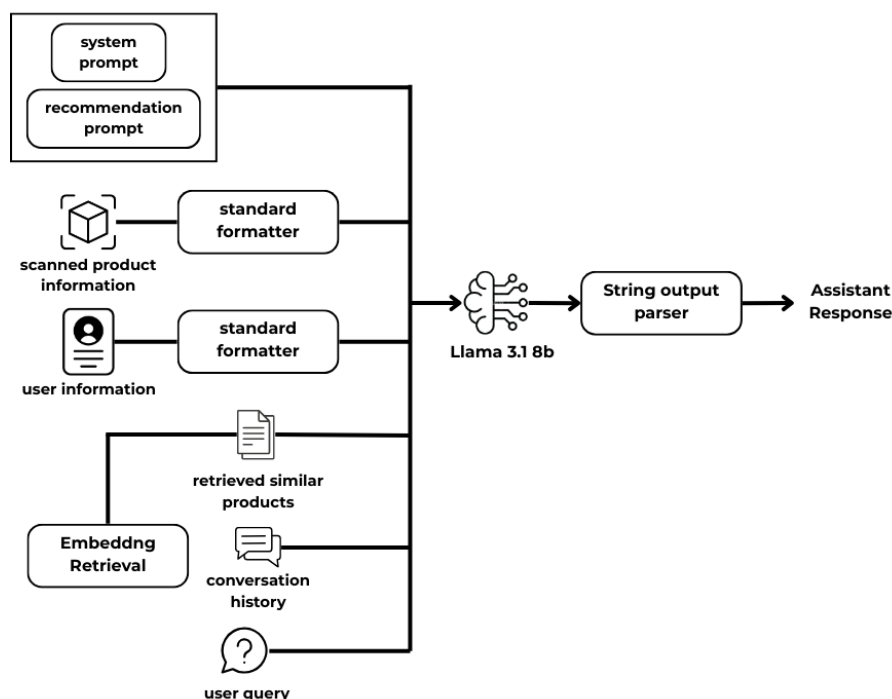 system
prompt
recommendation
prompt
scanned product
information
standard
formatter
user information
standard
formatter
retrieved similar
products
Embeddng
Retrieval
conversation
history
user query
Llama 3.1 8b
String output
parser
Assistant
Response